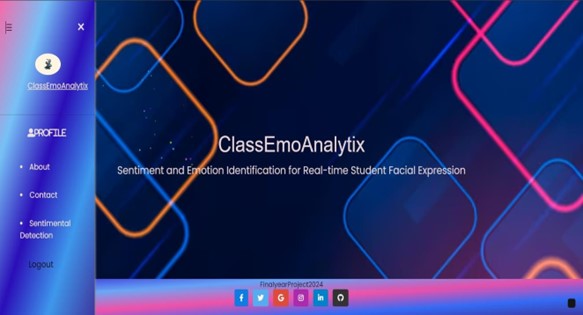 X
ClassEmoAnalytix
PROFILE
About
Contact
Sentimental
Detection
Logout
ClassEmoAnalytix
Sentiment and Emotion Identification for Real-time Student Facial Expression
FinalyearProject2024